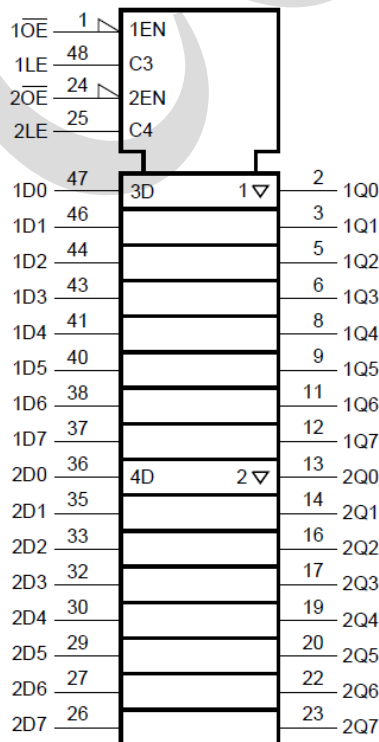 1O̅E̅ 1 1EN
1LE 48 C3
2O̅E̅ 24 2EN
2LE 25 C4
1D0 47 3D 1▽ 2 1Q0
1D1 46 3 1Q1
1D2 44 5 1Q2
1D3 43 6 1Q3
1D4 41 8 1Q4
1D5 40 9 1Q5
1D6 38 11 1Q6
1D7 37 12 1Q7
2D0 36 4D 2▽ 13 2Q0
2D1 35 14 2Q1
2D2 33 16 2Q2
2D3 32 17 2Q3
2D4 30 19 2Q4
2D5 29 20 2Q5
2D6 27 22 2Q6
2D7 26 23 2Q7